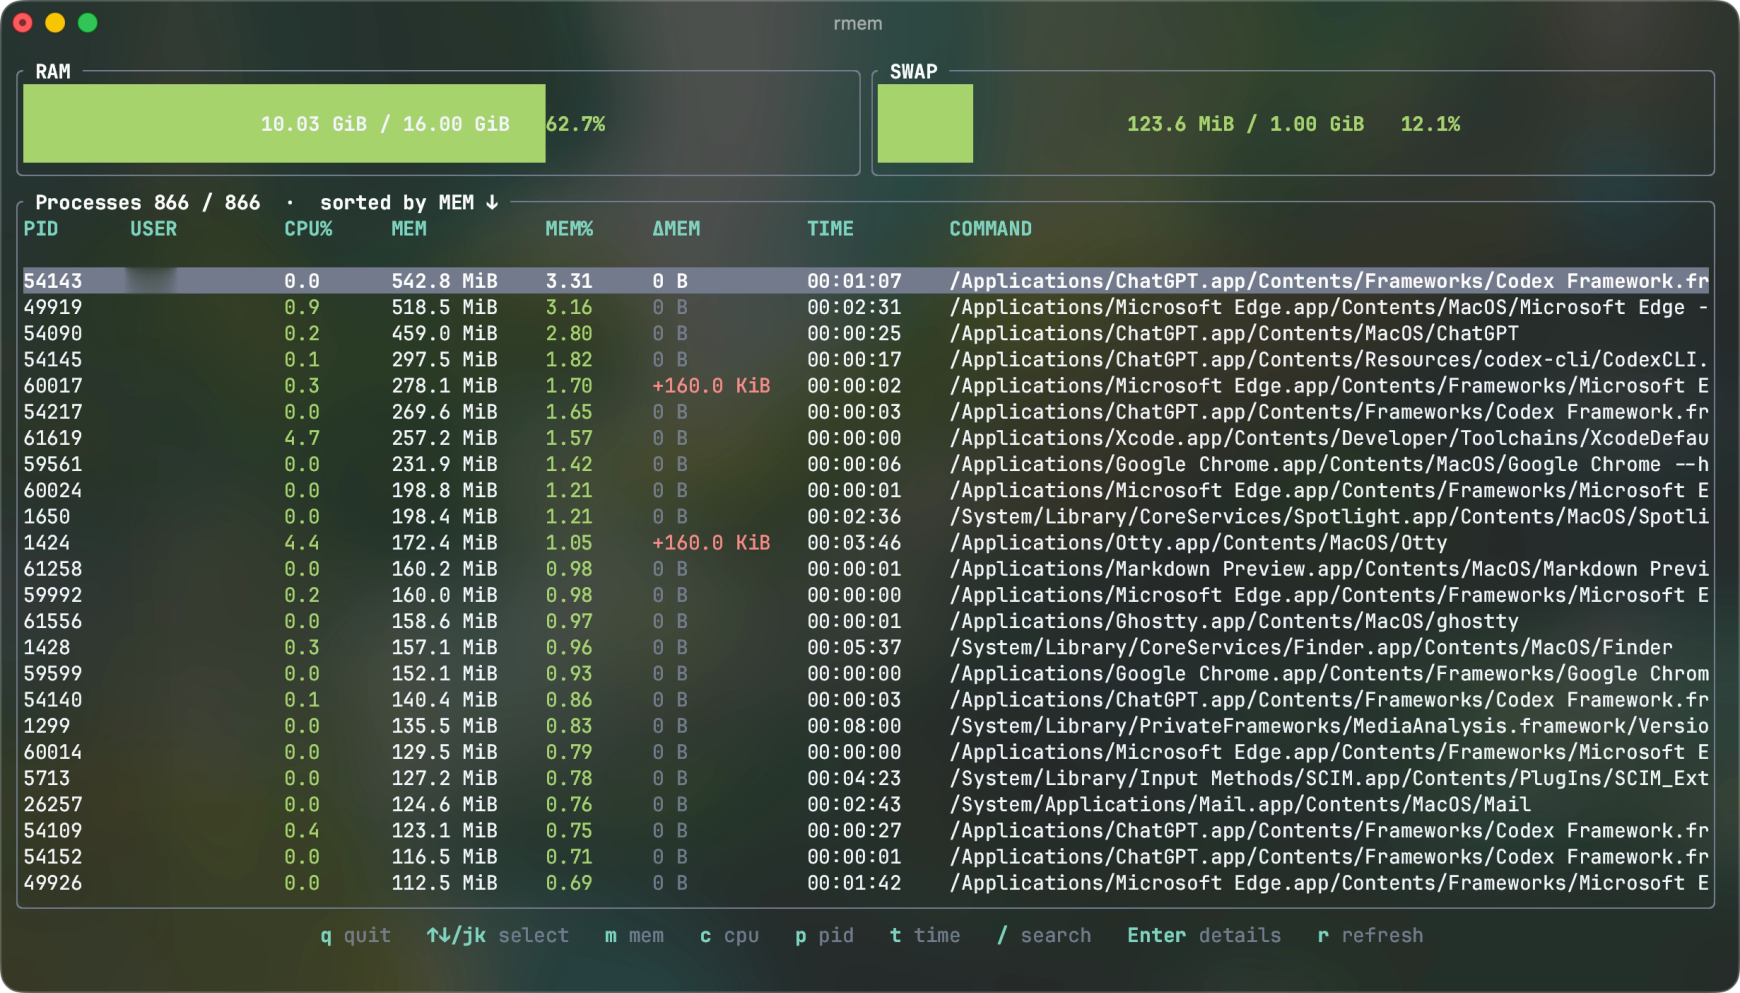 rmem
RAM
10.03 GiB / 16.00 GiB 62.7%
SWAP
123.6 MiB / 1.00 GiB 12.1%
Processes 866 / 866 · sorted by MEM ↓
PID USER CPU% MEM MEM% ΔMEM TIME COMMAND
54143 0.0 542.8 MiB 3.31 0 B 00:01:07 /Applications/ChatGPT.app/Contents/Frameworks/Codex Framework.fr
49919 0.9 518.5 MiB 3.16 0 B 00:02:31 /Applications/Microsoft Edge.app/Contents/MacOS/Microsoft Edge -
54090 0.2 459.0 MiB 2.80 0 B 00:00:25 /Applications/ChatGPT.app/Contents/MacOS/ChatGPT
54145 0.1 297.5 MiB 1.82 0 B 00:00:17 /Applications/ChatGPT.app/Contents/Resources/codex-cli/CodexCLI.
60017 0.3 278.1 MiB 1.70 +160.0 KiB 00:00:02 /Applications/Microsoft Edge.app/Contents/Frameworks/Microsoft E
54217 0.0 269.6 MiB 1.65 0 B 00:00:03 /Applications/ChatGPT.app/Contents/Frameworks/Codex Framework.fr
61619 4.7 257.2 MiB 1.57 0 B 00:00:00 /Applications/Xcode.app/Contents/Developer/Toolchains/XcodeDefau
59561 0.0 231.9 MiB 1.42 0 B 00:00:06 /Applications/Google Chrome.app/Contents/MacOS/Google Chrome --h
60024 0.0 198.8 MiB 1.21 0 B 00:00:01 /Applications/Microsoft Edge.app/Contents/Frameworks/Microsoft E
1650 0.0 198.4 MiB 1.21 0 B 00:02:36 /System/Library/CoreServices/Spotlight.app/Contents/MacOS/Spotli
1424 4.4 172.4 MiB 1.05 +160.0 KiB 00:03:46 /Applications/Otty.app/Contents/MacOS/Otty
61258 0.0 160.2 MiB 0.98 0 B 00:00:01 /Applications/Markdown Preview.app/Contents/MacOS/Markdown Previ
59992 0.2 160.0 MiB 0.98 0 B 00:00:00 /Applications/Microsoft Edge.app/Contents/Frameworks/Microsoft E
61556 0.0 158.6 MiB 0.97 0 B 00:00:01 /Applications/Ghostty.app/Contents/MacOS/ghostty
1428 0.3 157.1 MiB 0.96 0 B 00:05:37 /System/Library/CoreServices/Finder.app/Contents/MacOS/Finder
59599 0.0 152.1 MiB 0.93 0 B 00:00:00 /Applications/Google Chrome.app/Contents/Frameworks/Google Chrom
54140 0.1 140.4 MiB 0.86 0 B 00:00:03 /Applications/ChatGPT.app/Contents/Frameworks/Codex Framework.fr
1299 0.0 135.5 MiB 0.83 0 B 00:08:00 /System/Library/PrivateFrameworks/MediaAnalysis.framework/Versio
60014 0.0 129.5 MiB 0.79 0 B 00:00:00 /Applications/Microsoft Edge.app/Contents/Frameworks/Microsoft E
5713 0.0 127.2 MiB 0.78 0 B 00:04:23 /System/Library/Input Methods/SCIM.app/Contents/PlugIns/SCIM_Ext
26257 0.0 124.6 MiB 0.76 0 B 00:02:43 /System/Applications/Mail.app/Contents/MacOS/Mail
54109 0.4 123.1 MiB 0.75 0 B 00:00:27 /Applications/ChatGPT.app/Contents/Frameworks/Codex Framework.fr
54152 0.0 116.5 MiB 0.71 0 B 00:00:01 /Applications/ChatGPT.app/Contents/Frameworks/Codex Framework.fr
49926 0.0 112.5 MiB 0.69 0 B 00:01:42 /Applications/Microsoft Edge.app/Contents/Frameworks/Microsoft E
q quit ↑↓/jk select m mem c cpu p pid t time / search Enter details r refresh